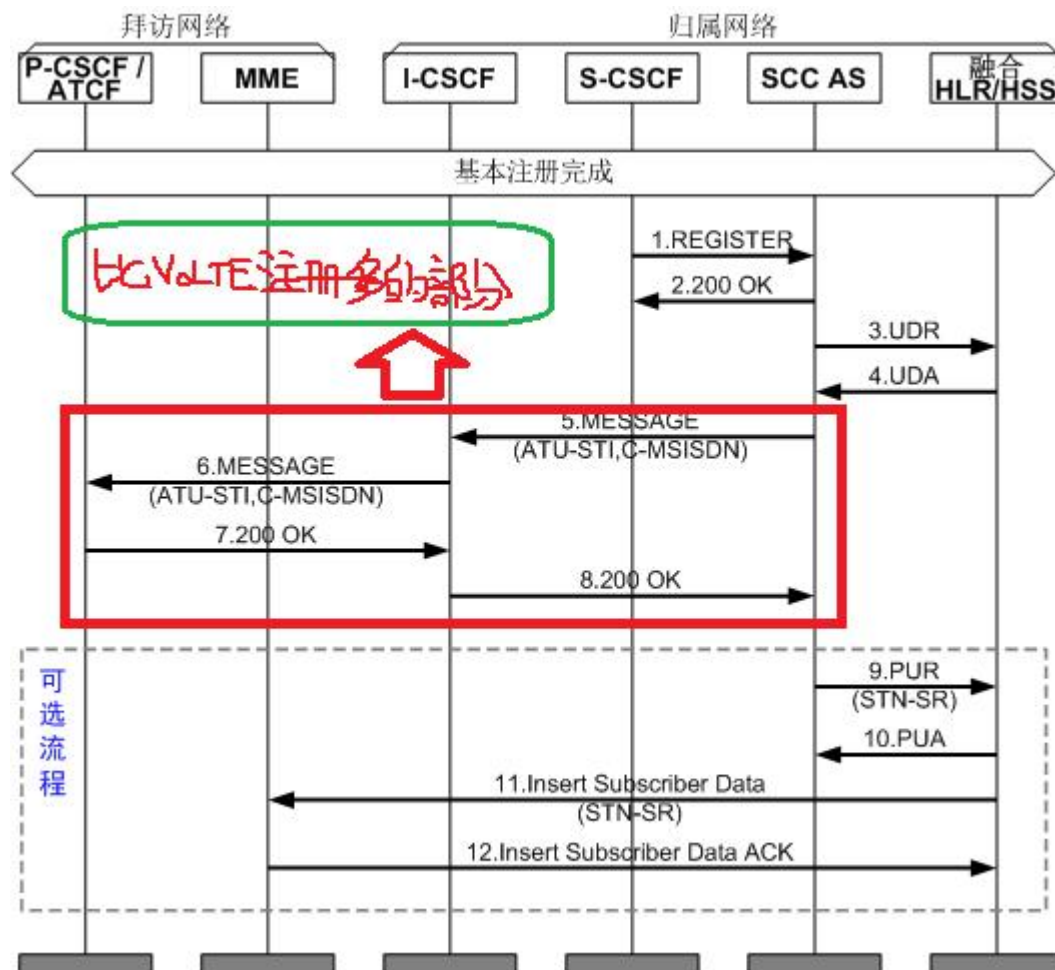 拜访网络
归属网络
P-CSCF /
ATCF
MME
I-CSCF
S-CSCF
SCC AS
融合
HLR/HSS
基本注册完成
比VoLTE注册多的部分
1.REGISTER
2.200 OK
3.UDR
4.UDA
5.MESSAGE
(ATU-STI,C-MSISDN)
6.MESSAGE
(ATU-STI,C-MSISDN)
7.200 OK
8.200 OK
可选流程
9.PUR
(STN-SR)
10.PUA
11.Insert Subscriber Data
(STN-SR)
12.Insert Subscriber Data ACK